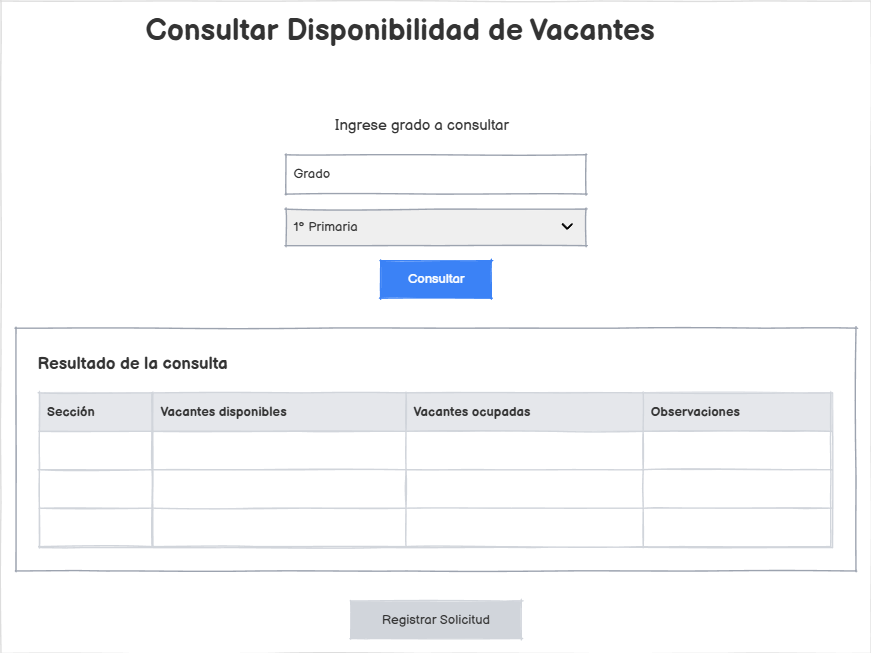 Consultar Disponibilidad de Vacantes
Ingrese grado a consultar
Grado
1° Primaria
Consultar
Resultado de la consulta
Sección Vacantes disponibles Vacantes ocupadas Observaciones
Registrar Solicitud